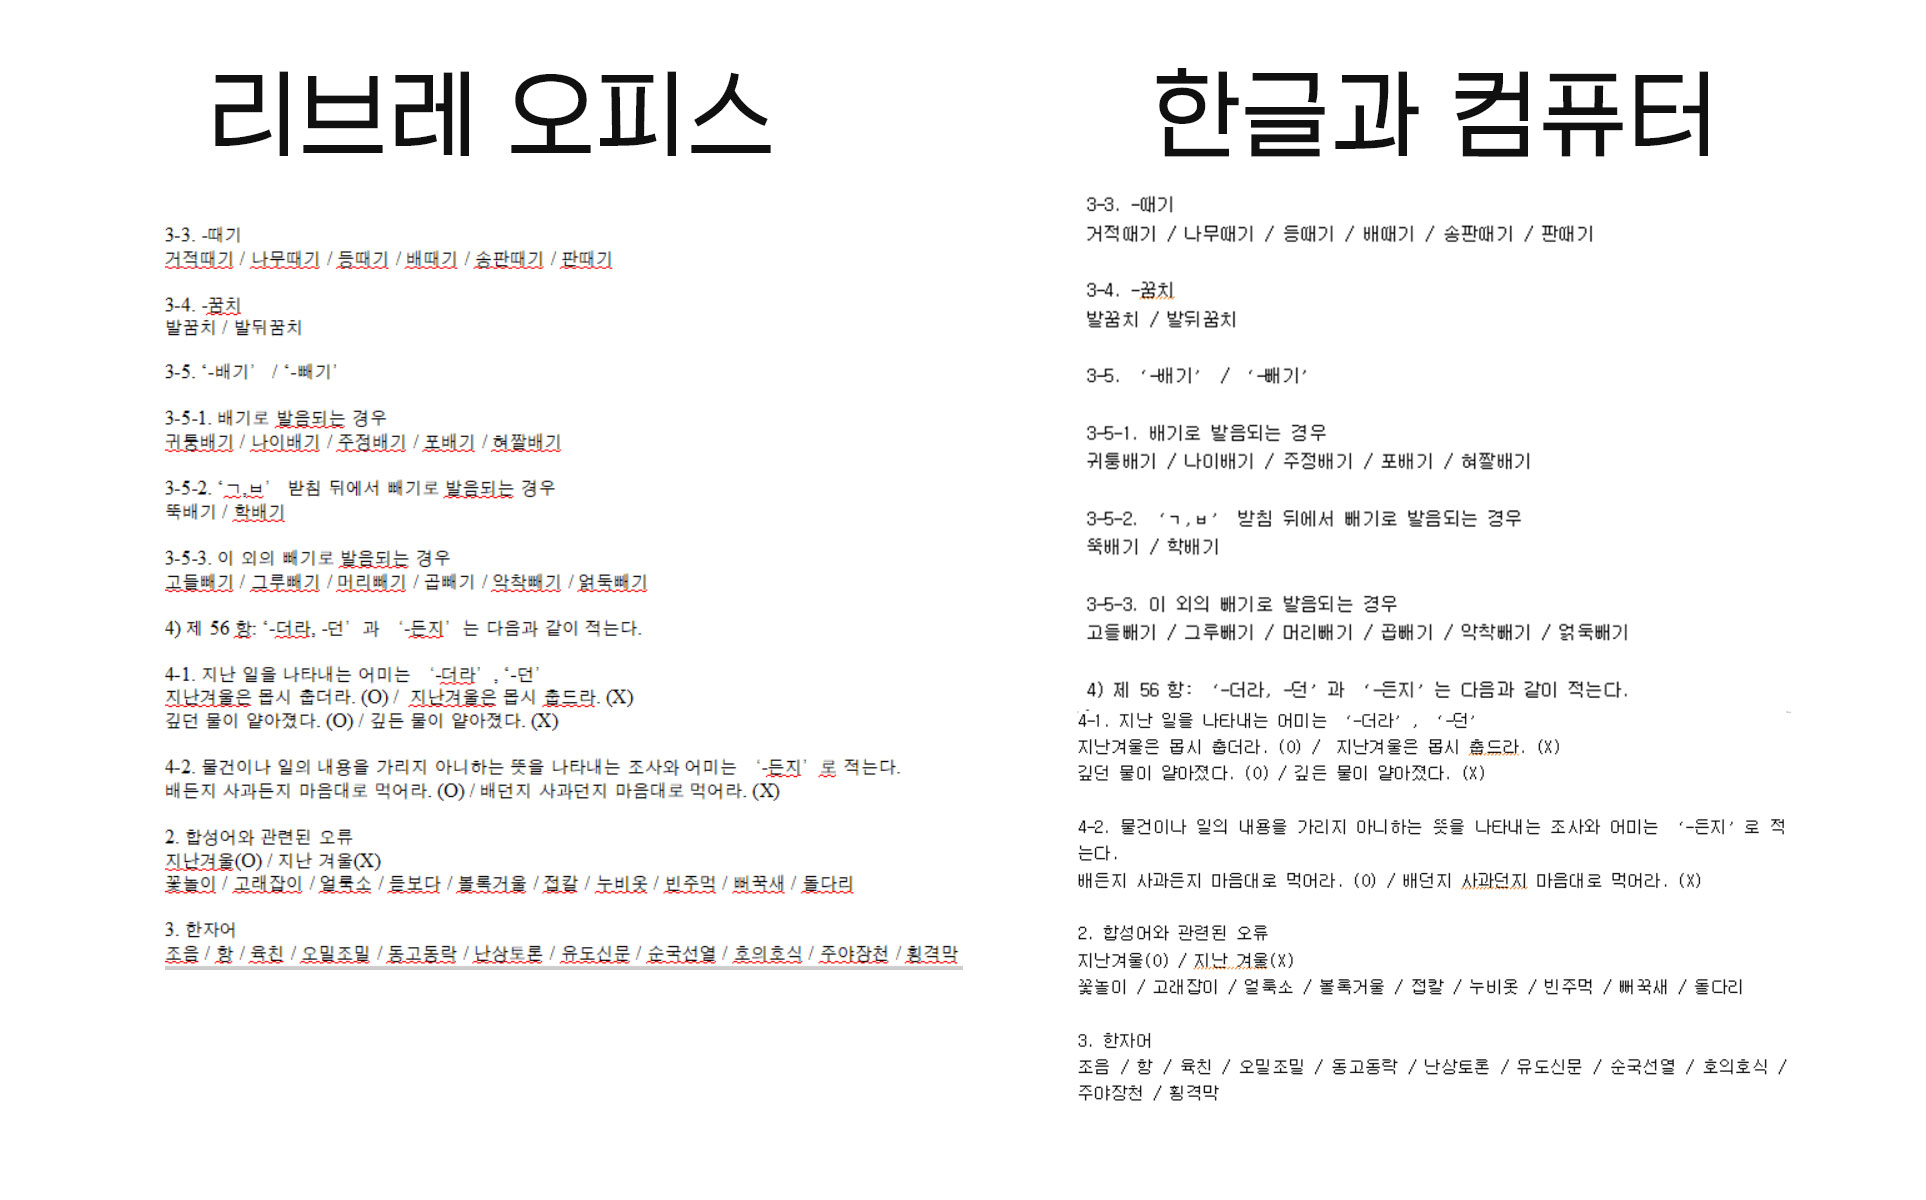 리브레 오피스
3-3. -때기
거적때기 / 나무때기 / 등때기 / 배때기 / 송판때기 / 판때기
3-4. -꿈치
발꿈치 / 발뒤꿈치
3-5. ‘-배기’ / ‘-빼기’
3-5-1. 배기로 발음되는 경우
귀퉁배기 / 나이배기 / 주정배기 / 포배기 / 혀짤배기
3-5-2. ‘ㄱ,ㅂ’ 받침 뒤에서 빼기로 발음되는 경우
뚝배기 / 학배기
3-5-3. 이 외의 빼기로 발음되는 경우
고들빼기 / 그루빼기 / 머리빼기 / 곱빼기 / 악착빼기 / 얽둑빼기
4) 제 56 항: ‘-더라, -던’ 과 ‘-든지’ 는 다음과 같이 적는다.
4-1. 지난 일을 나타내는 어미는 ‘-더라’ , ‘-던’
지난겨울은 몹시 춥더라. (O) / 지난겨울은 몹시 춥드라. (X)
깊던 물이 얕아졌다. (O) / 깊든 물이 얕아졌다. (X)
4-2. 물건이나 일의 내용을 가리지 아니하는 뜻을 나타내는 조사와 어미는 ‘-든지’ 로 적는다.
배든지 사과든지 마음대로 먹어라. (O) / 배던지 사과던지 마음대로 먹어라. (X)
2. 합성어와 관련된 오류
지난겨울(O) / 지난 겨울(X)
꽃놀이 / 고래잡이 / 얼룩소 / 듣보다 / 볼록거울 / 접칼 / 누비옷 / 빈주먹 / 뻐꾹새 / 돌다리
3. 한자어
조음 / 항 / 육친 / 오밀조밀 / 동고동락 / 난상토론 / 유도신문 / 순국선열 / 호의호식 / 주야장천 / 횡격막
한글과 컴퓨터
3-3. -때기
거적때기 / 나무때기 / 등때기 / 배때기 / 송판때기 / 판때기
3-4. -꿈치
발꿈치 / 발뒤꿈치
3-5. ‘-배기’ / ‘-빼기’
3-5-1. 배기로 발음되는 경우
귀퉁배기 / 나이배기 / 주정배기 / 포배기 / 혀짤배기
3-5-2. ‘ㄱ,ㅂ’ 받침 뒤에서 빼기로 발음되는 경우
뚝배기 / 학배기
3-5-3. 이 외의 빼기로 발음되는 경우
고들빼기 / 그루빼기 / 머리빼기 / 곱빼기 / 악착빼기 / 얽둑빼기
4) 제 56 항: ‘-더라, -던’ 과 ‘-든지’ 는 다음과 같이 적는다.
4-1. 지난 일을 나타내는 어미는 ‘-더라’ , ‘-던’
지난겨울은 몹시 춥더라. (O) / 지난겨울은 몹시 춥드라. (X)
깊던 물이 얕아졌다. (O) / 깊든 물이 얕아졌다. (X)
4-2. 물건이나 일의 내용을 가리지 아니하는 뜻을 나타내는 조사와 어미는 ‘-든지’ 로 적
는다.
배든지 사과든지 마음대로 먹어라. (O) / 배던지 사과던지 마음대로 먹어라. (X)
2. 합성어와 관련된 오류
지난겨울(O) / 지난 겨울(X)
꽃놀이 / 고래잡이 / 얼룩소 / 볼록거울 / 접칼 / 누비옷 / 빈주먹 / 뻐꾹새 / 돌다리
3. 한자어
조음 / 항 / 육친 / 오밀조밀 / 동고동락 / 난상토론 / 유도신문 / 순국선열 / 호의호식 /
주야장천 / 횡격막